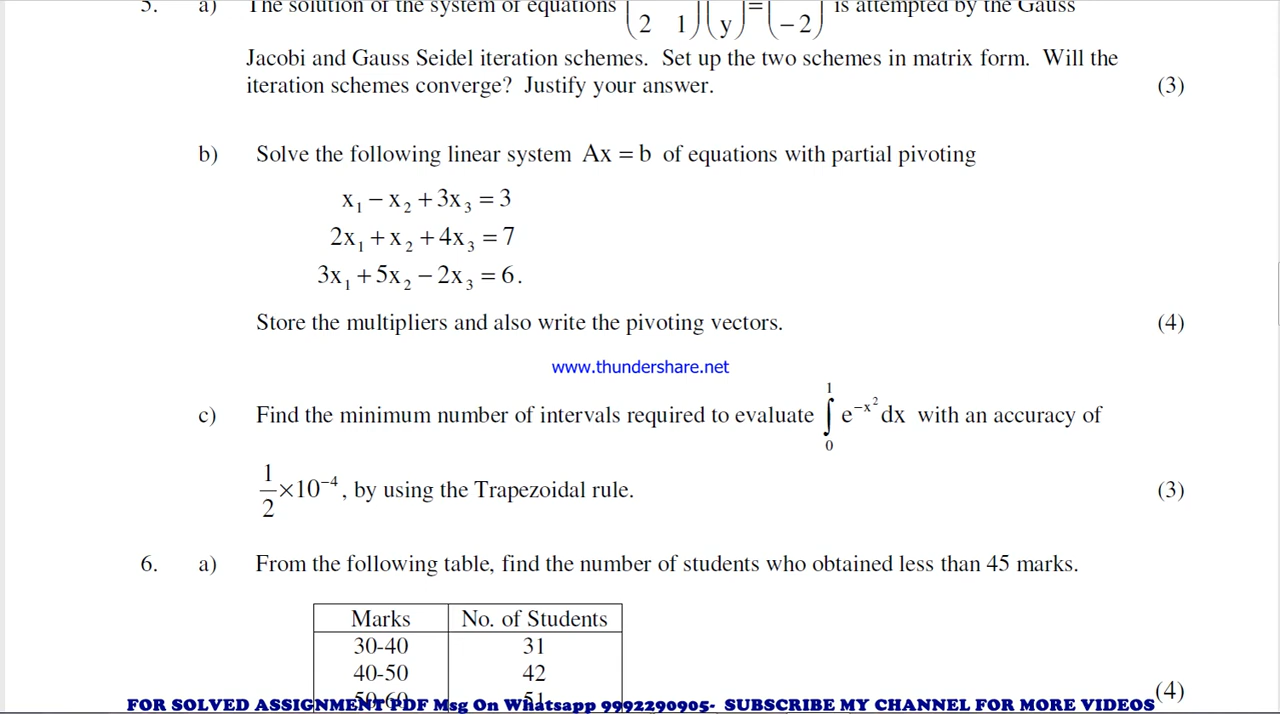 5. a) The solution of the system of equations (2 1)(y)=(−2) is attempted by the Gauss
Jacobi and Gauss Seidel iteration schemes. Set up the two schemes in matrix form. Will the
iteration schemes converge? Justify your answer. (3)
b) Solve the following linear system Ax = b of equations with partial pivoting
x₁ − x₂ + 3x₃ = 3
2x₁ + x₂ + 4x₃ = 7
3x₁ + 5x₂ − 2x₃ = 6.
Store the multipliers and also write the pivoting vectors. (4)
www.thundershare.net
c) Find the minimum number of intervals required to evaluate ∫₀¹ e^(−x²) dx with an accuracy of
1/2 ×10⁻⁴, by using the Trapezoidal rule. (3)
6. a) From the following table, find the number of students who obtained less than 45 marks.
Marks No. of Students
30-40 31
40-50 42
50-60 51 (4)
FOR SOLVED ASSIGNMENT PDF Msg On Whatsapp 9992290905- SUBSCRIBE MY CHANNEL FOR MORE VIDEOS